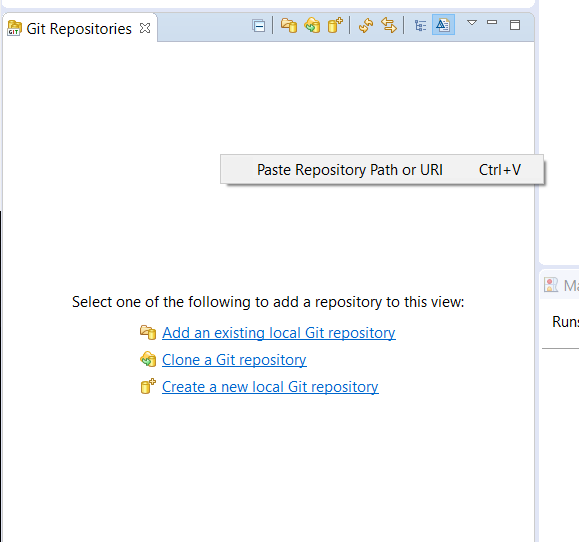 Git Repositories
Paste Repository Path or URI Ctrl+V
Select one of the following to add a repository to this view:
Add an existing local Git repository
Clone a Git repository
Create a new local Git repository
Ma
Runs